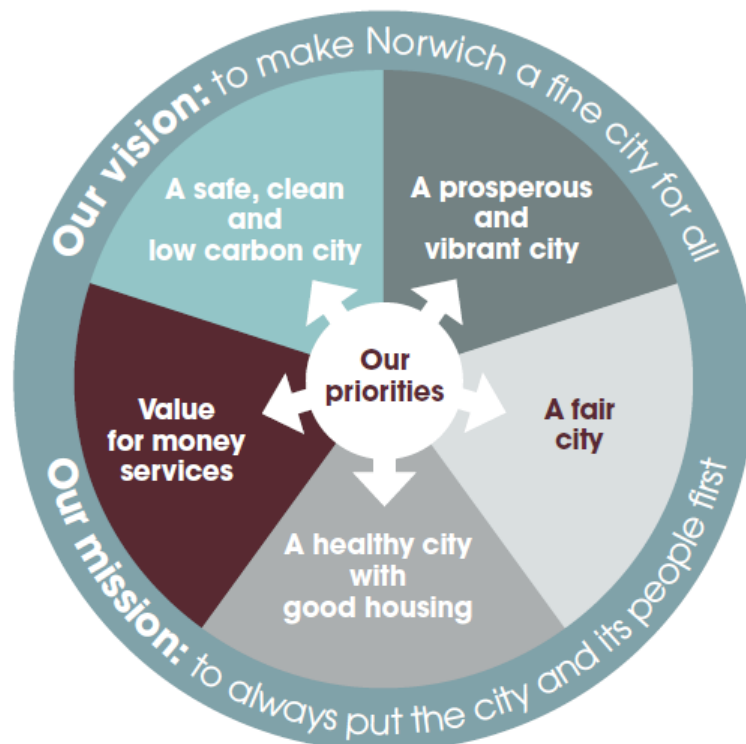 Our vision: to make Norwich a fine city for all
A safe, clean
and
low carbon city
A prosperous
and
vibrant city
Our
priorities
Value
for money
services
A fair
city
A healthy city
with
good housing
Our mission: to always put the city and its people first